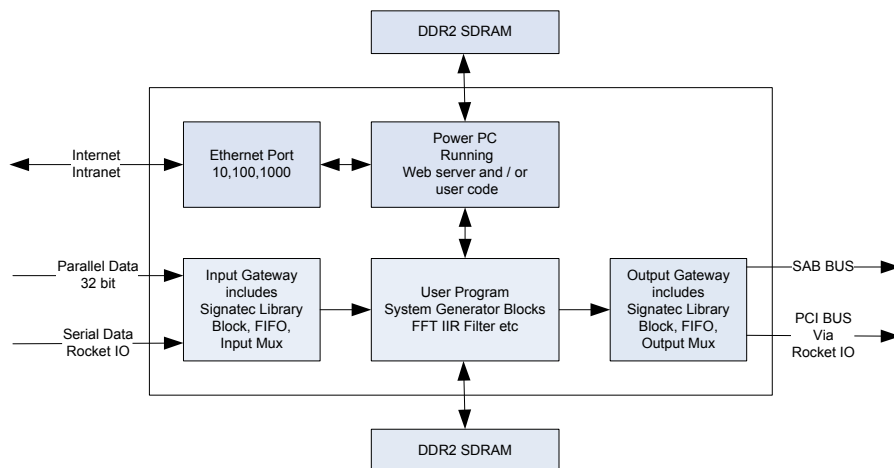 DDR2 SDRAM
Internet
Intranet
Ethernet Port
10,100,1000
Power PC
Running
Web server and / or
user code
Parallel Data
32 bit
Serial Data
Rocket IO
Input Gateway
includes
Signatec Library
Block, FIFO,
Input Mux
User Program
System Generator Blocks
FFT IIR Filter etc
Output Gateway
includes
Signatec Library
Block, FIFO,
Output Mux
SAB BUS
PCI BUS
Via
Rocket IO
DDR2 SDRAM